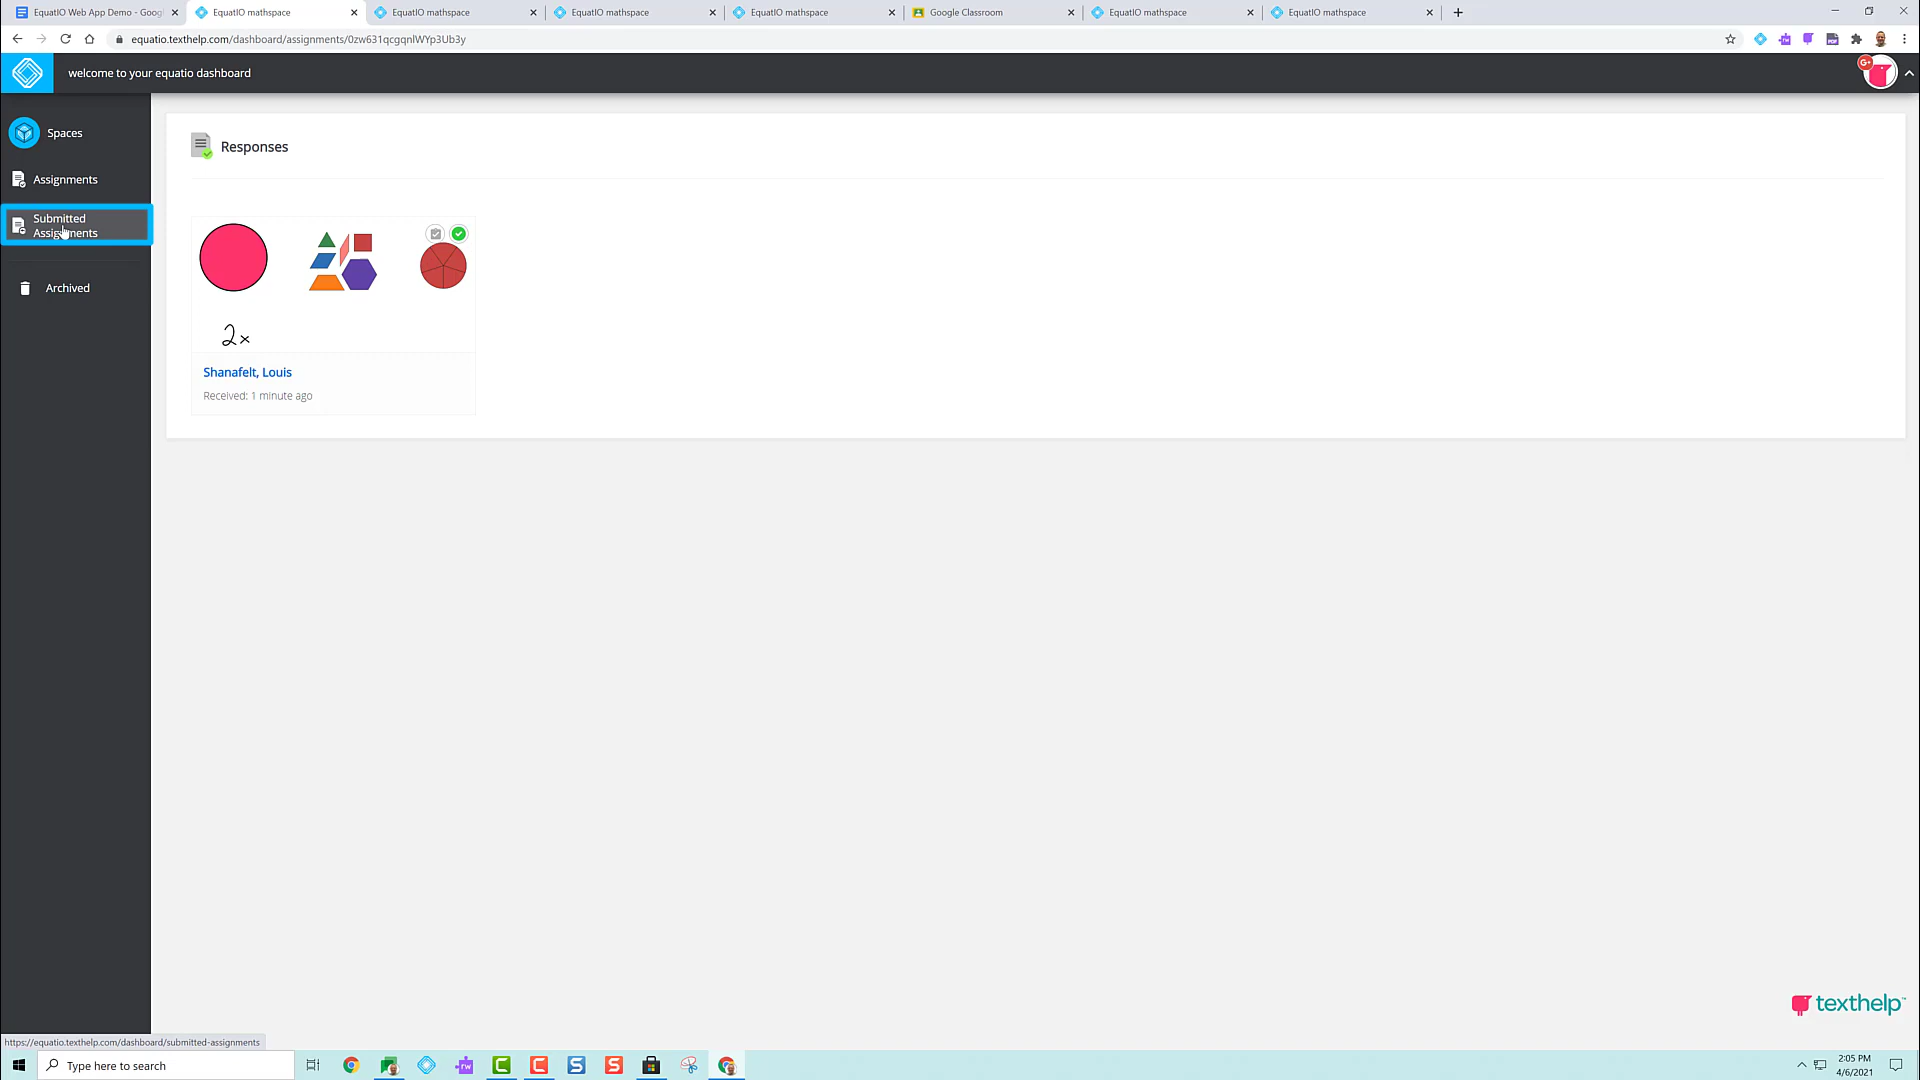 EquatIO Web App Demo - Goog
EquatIO mathspace
EquatIO mathspace
EquatIO mathspace
EquatIO mathspace
Google Classroom
EquatIO mathspace
EquatIO mathspace
equatio.texthelp.com/dashboard/assignments/0zw631qcgqnlWYp3Ub3y
welcome to your equatio dashboard
G+
Spaces
Assignments
Submitted
Assignments
Archived
Responses
2x
Shanafelt, Louis
Received: 1 minute ago
texthelp™
https://equatio.texthelp.com/dashboard/submitted-assignments
Type here to search
rw
C
C
S
S
2:05 PM
4/6/2021